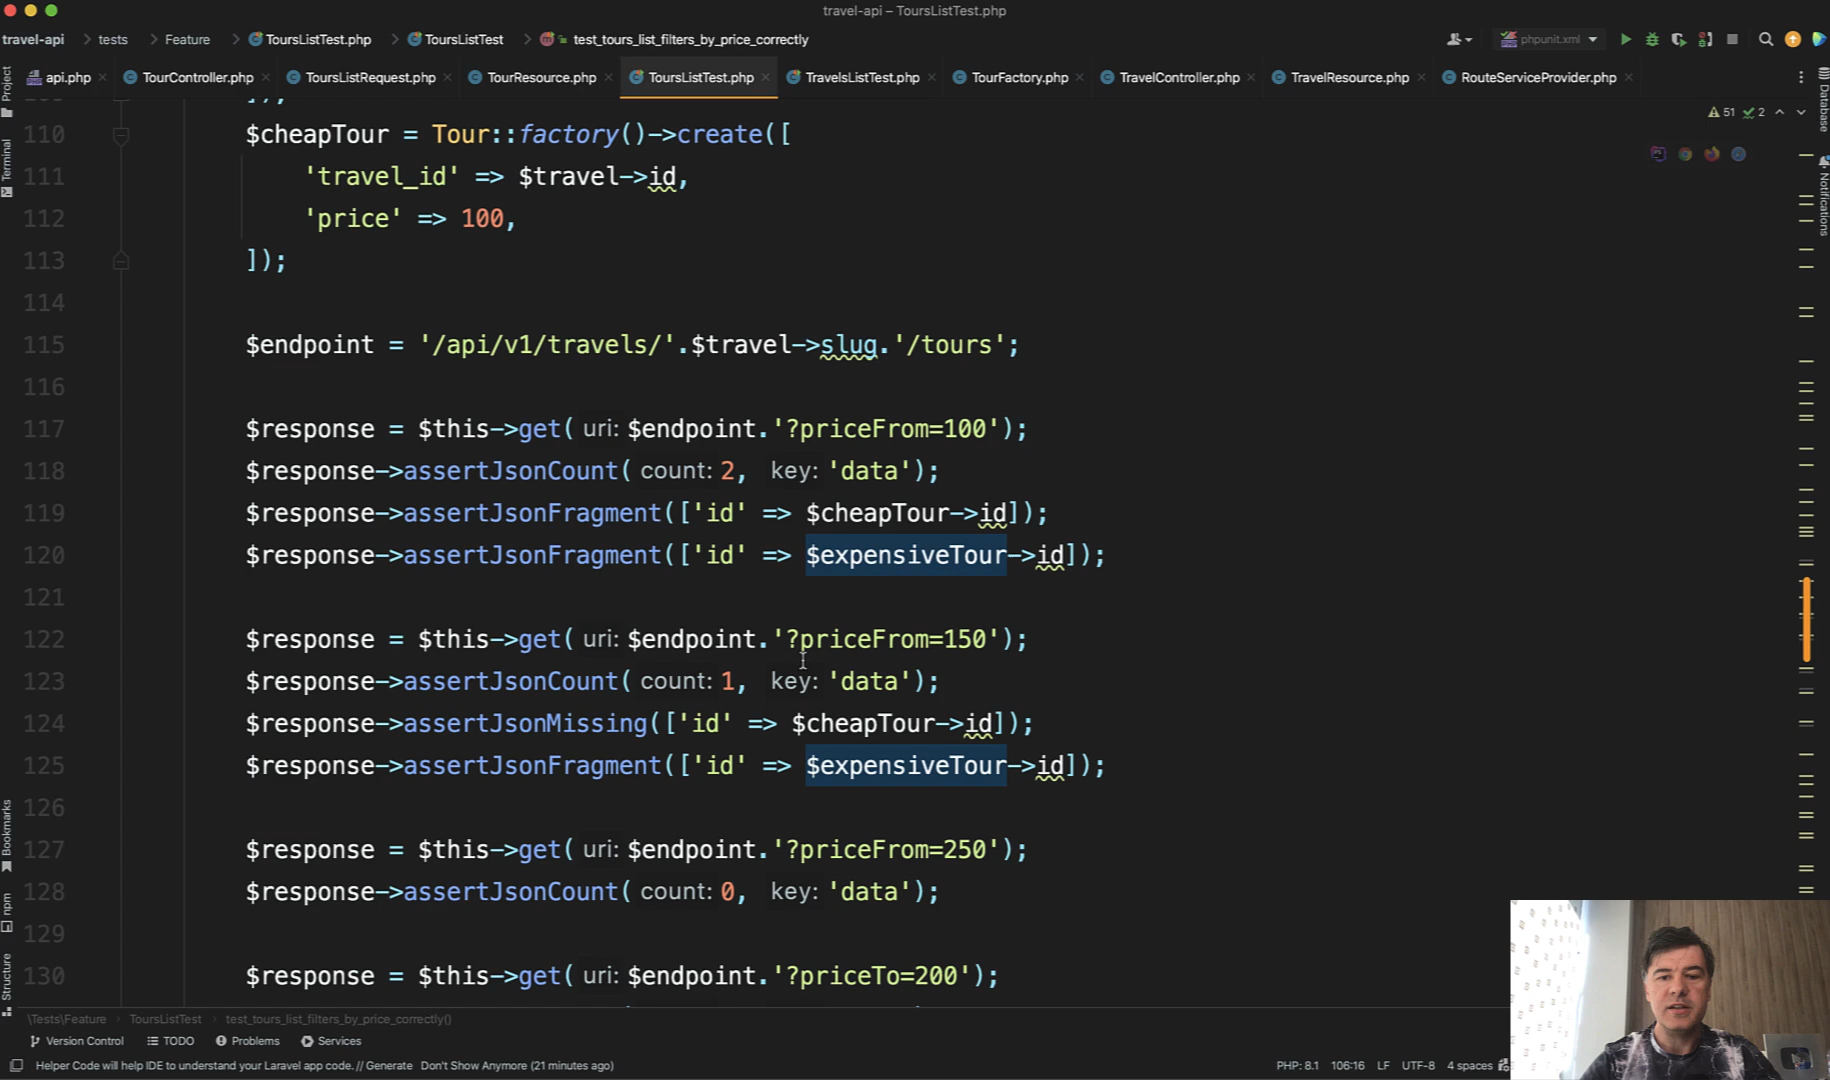 travel-api – ToursListTest.php
travel-api > tests > Feature > ToursListTest.php > ToursListTest > test_tours_list_filters_by_price_correctly
phpunit.xml
api.php TourController.php ToursListRequest.php TourResource.php ToursListTest.php TravelsListTest.php TourFactory.php TravelController.php TravelResource.php RouteServiceProvider.php
Project
Terminal
Bookmarks
npm
Structure
Database
Notifications
51 2
]);
110 $cheapTour = Tour::factory()->create([
111 'travel_id' => $travel->id,
112 'price' => 100,
113 ]);
114
115 $endpoint = '/api/v1/travels/'.$travel->slug.'/tours';
116
117 $response = $this->get( uri: $endpoint.'?priceFrom=100');
118 $response->assertJsonCount( count: 2, key: 'data');
119 $response->assertJsonFragment(['id' => $cheapTour->id]);
120 $response->assertJsonFragment(['id' => $expensiveTour->id]);
121
122 $response = $this->get( uri: $endpoint.'?priceFrom=150');
123 $response->assertJsonCount( count: 1, key: 'data');
124 $response->assertJsonMissing(['id' => $cheapTour->id]);
125 $response->assertJsonFragment(['id' => $expensiveTour->id]);
126
127 $response = $this->get( uri: $endpoint.'?priceFrom=250');
128 $response->assertJsonCount( count: 0, key: 'data');
129
130 $response = $this->get( uri: $endpoint.'?priceTo=200');
\Tests\Feature > ToursListTest > test_tours_list_filters_by_price_correctly()
Version Control TODO Problems Services
Helper Code will help IDE to understand your Laravel app code. // Generate Don't Show Anymore (21 minutes ago)
PHP: 8.1 106:16 LF UTF-8 4 spaces